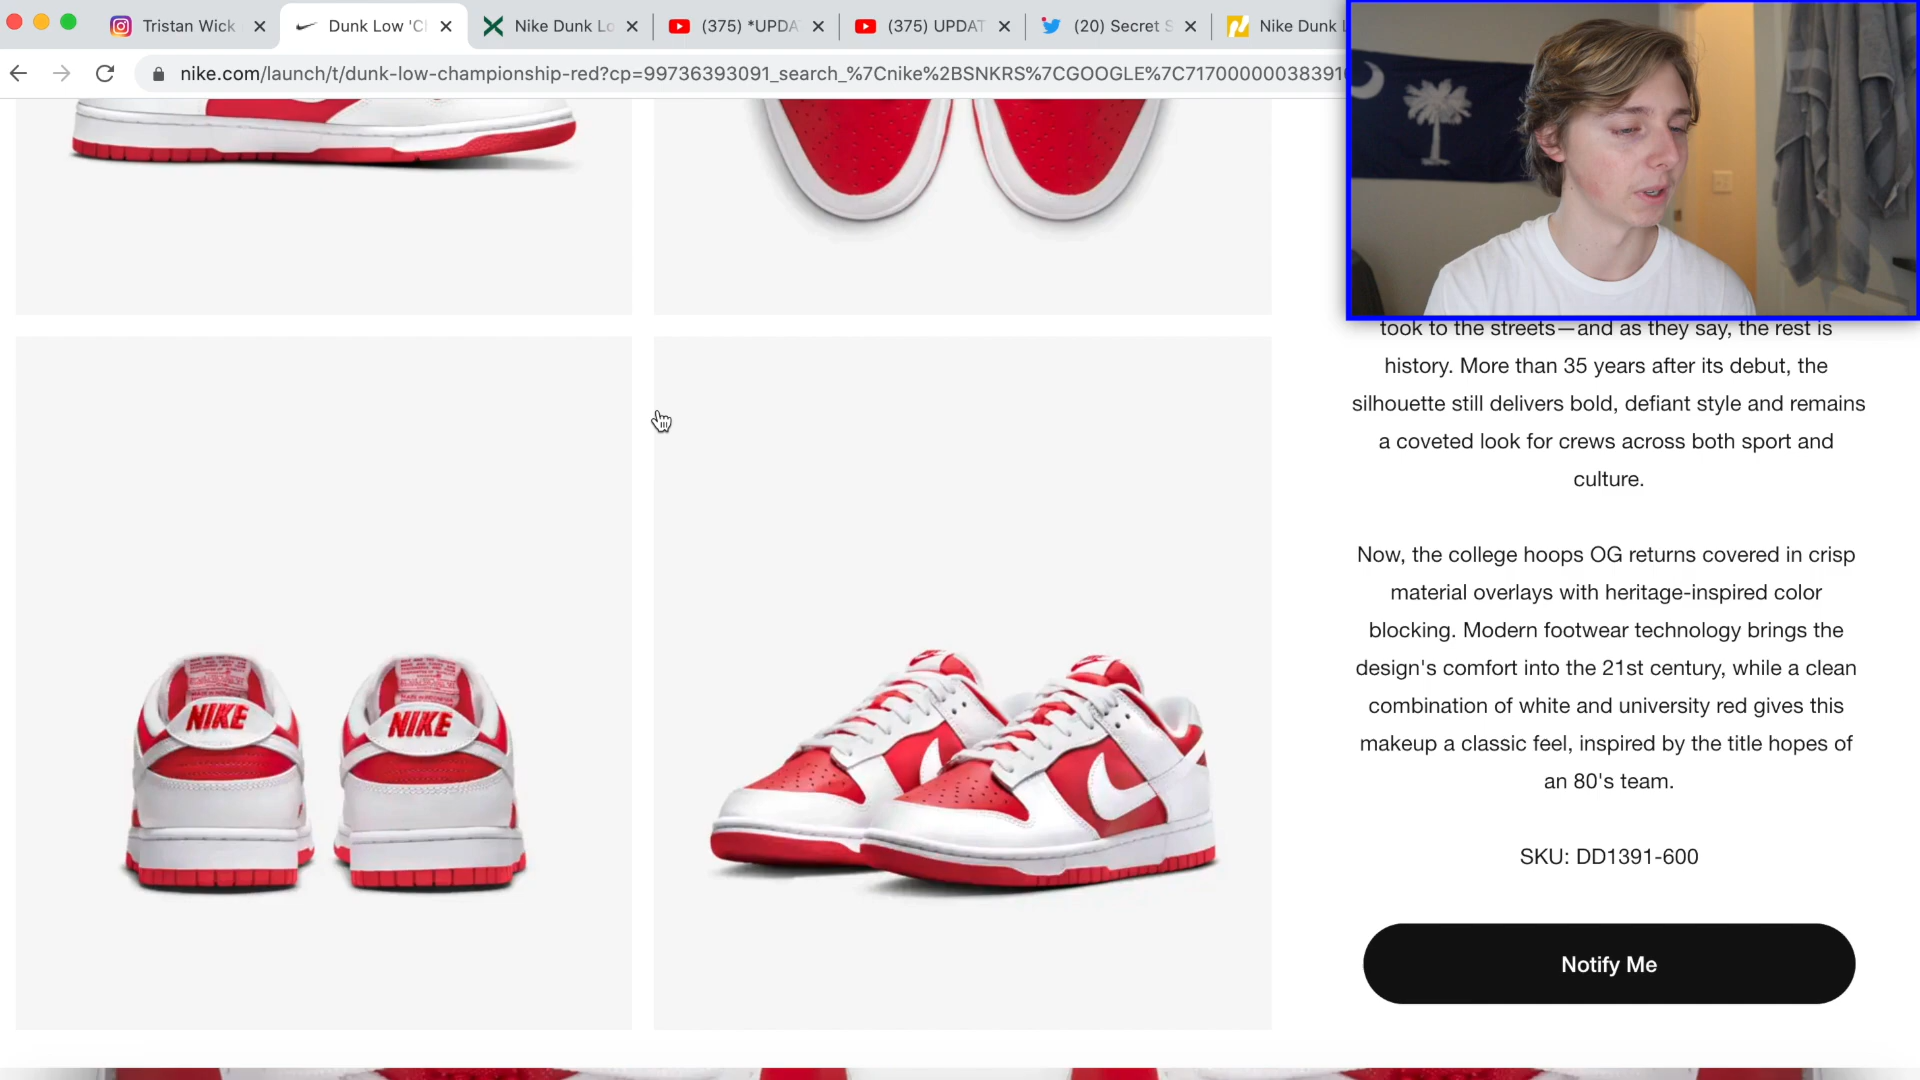 Tristan Wick
Dunk Low 'C
Nike Dunk Lo
(375) *UPDA
(375) UPDAT
(20) Secret S
Nike Dunk L
nike.com/launch/t/dunk-low-championship-red?cp=99736393091_search_%7Cnike%2BSNKRS%7CGOOGLE%7C71700000038391
took to the streets—and as they say, the rest is
history. More than 35 years after its debut, the
silhouette still delivers bold, defiant style and remains
a coveted look for crews across both sport and
culture.
Now, the college hoops OG returns covered in crisp
material overlays with heritage-inspired color
blocking. Modern footwear technology brings the
design's comfort into the 21st century, while a clean
combination of white and university red gives this
makeup a classic feel, inspired by the title hopes of
an 80's team.
SKU: DD1391-600
Notify Me
NIKE NIKE